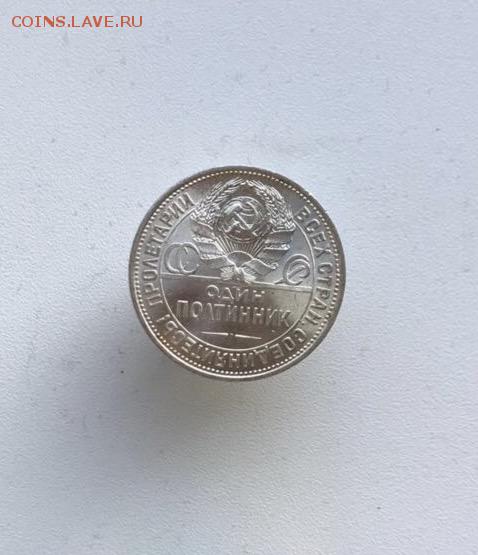 COINS.LAVE.RU
ПРОЛЕТАРИИ ВСЕХ СТРАН, СОЕДИНЯЙТЕСЬ!
ОДИН
ПОЛТИННИК